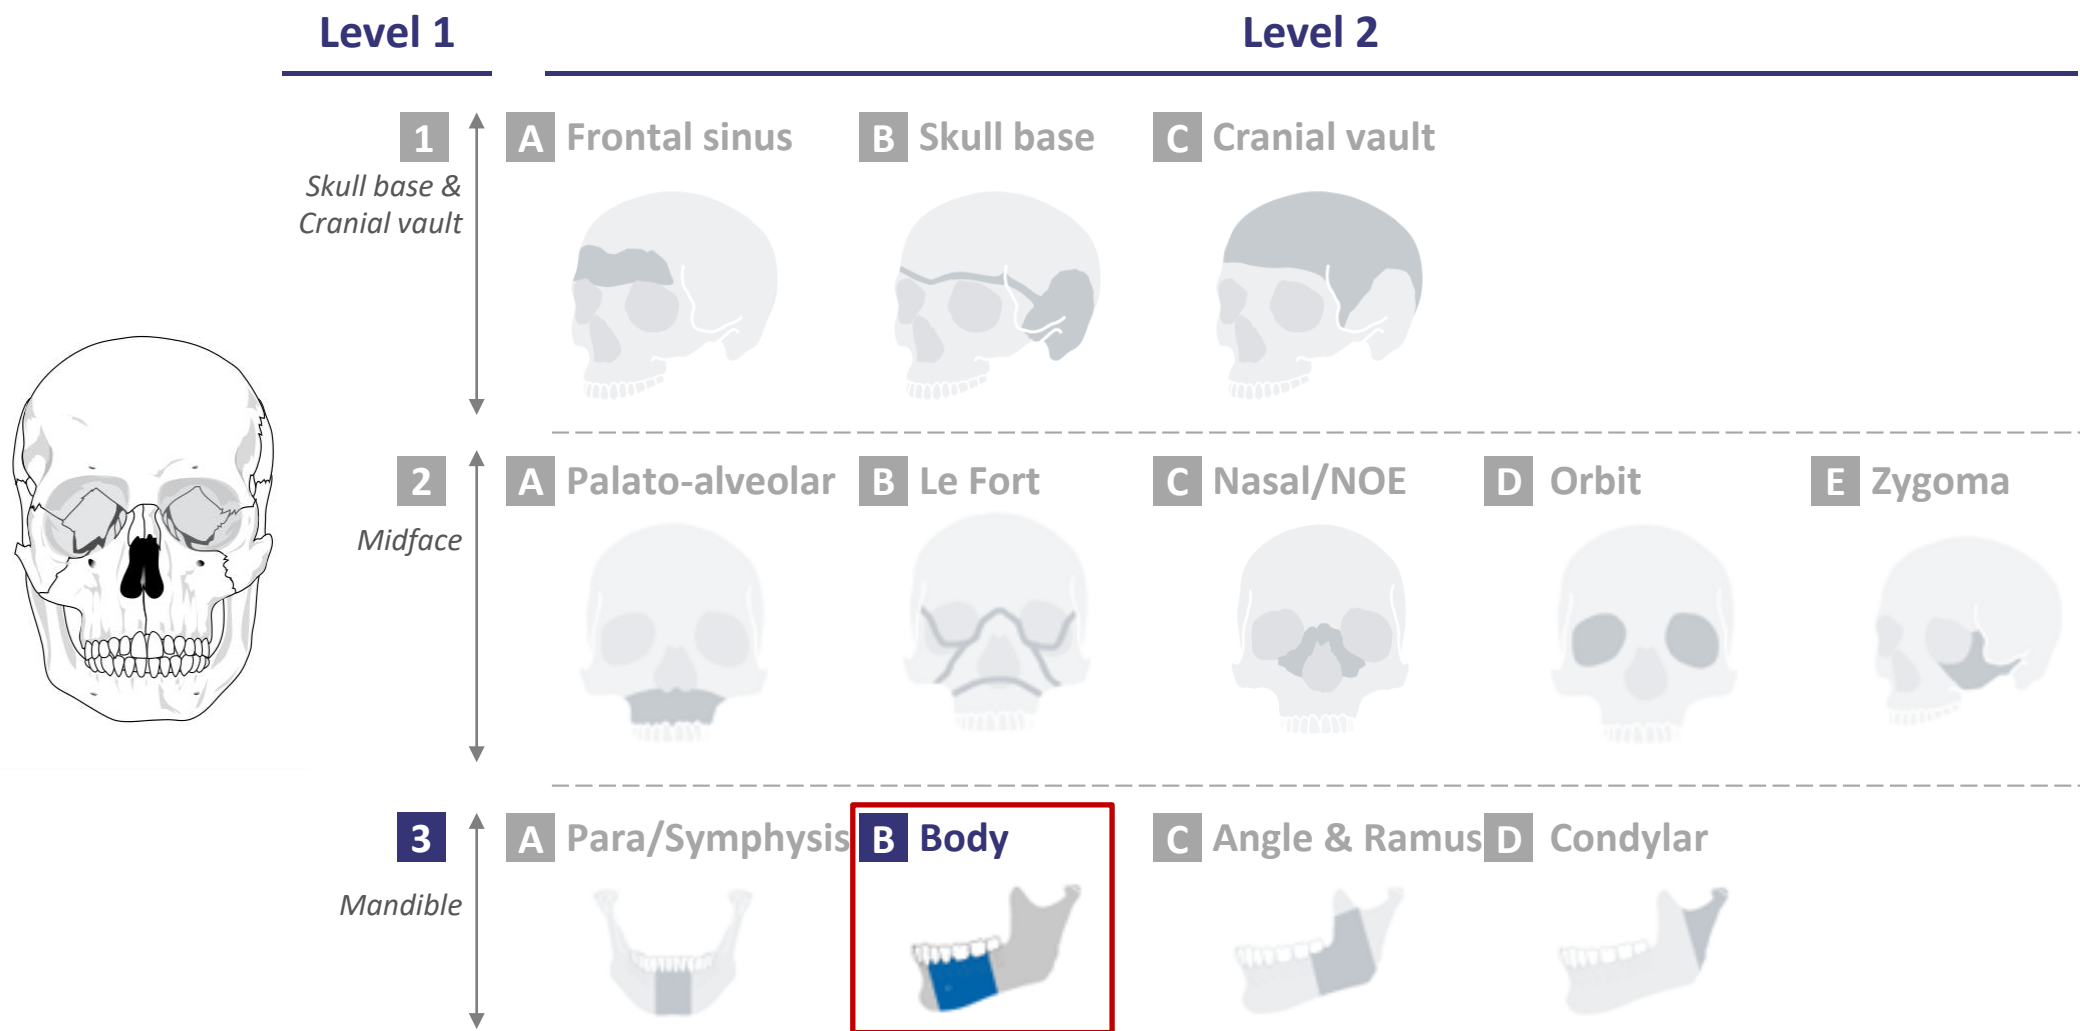 Level 1
Level 2
1
Skull base &
Cranial vault
A Frontal sinus
B Skull base
C Cranial vault
2
Midface
A Palato-alveolar
B Le Fort
C Nasal/NOE
D Orbit
E Zygoma
3
Mandible
A Para/Symphysis
B Body
C Angle & Ramus
D Condylar